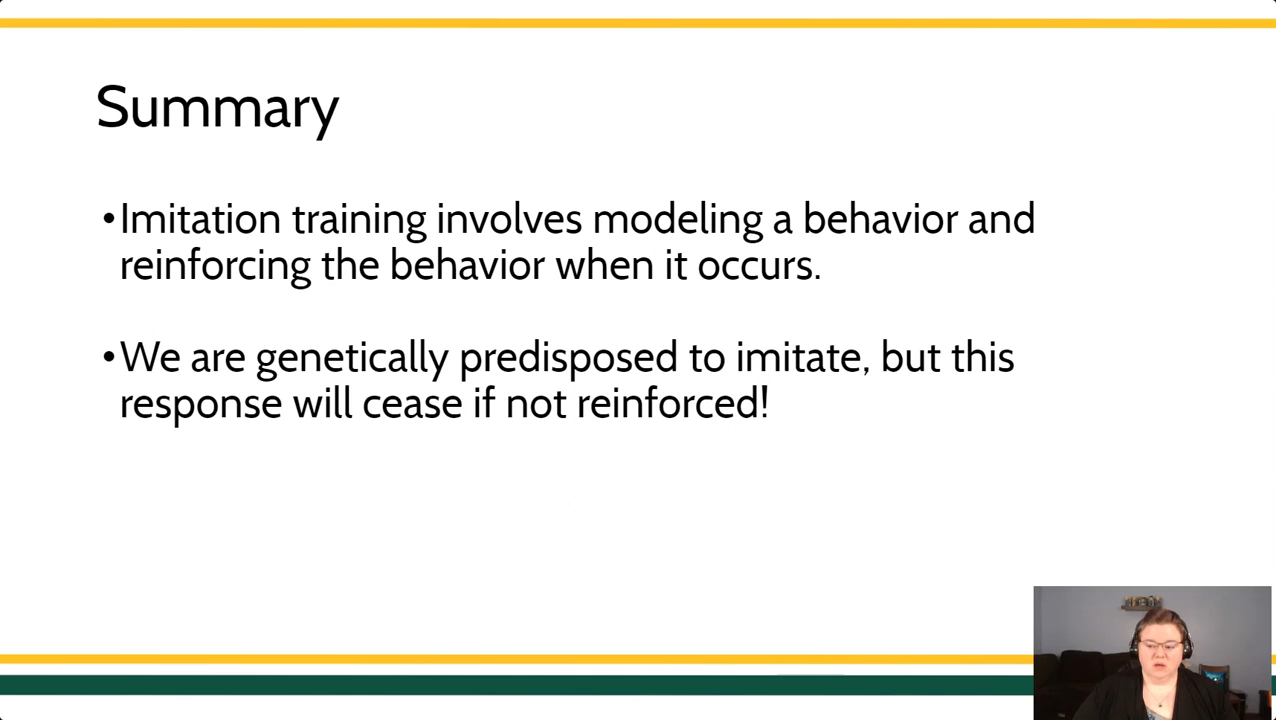 Summary
•Imitation training involves modeling a behavior and
reinforcing the behavior when it occurs.
•We are genetically predisposed to imitate, but this
response will cease if not reinforced!